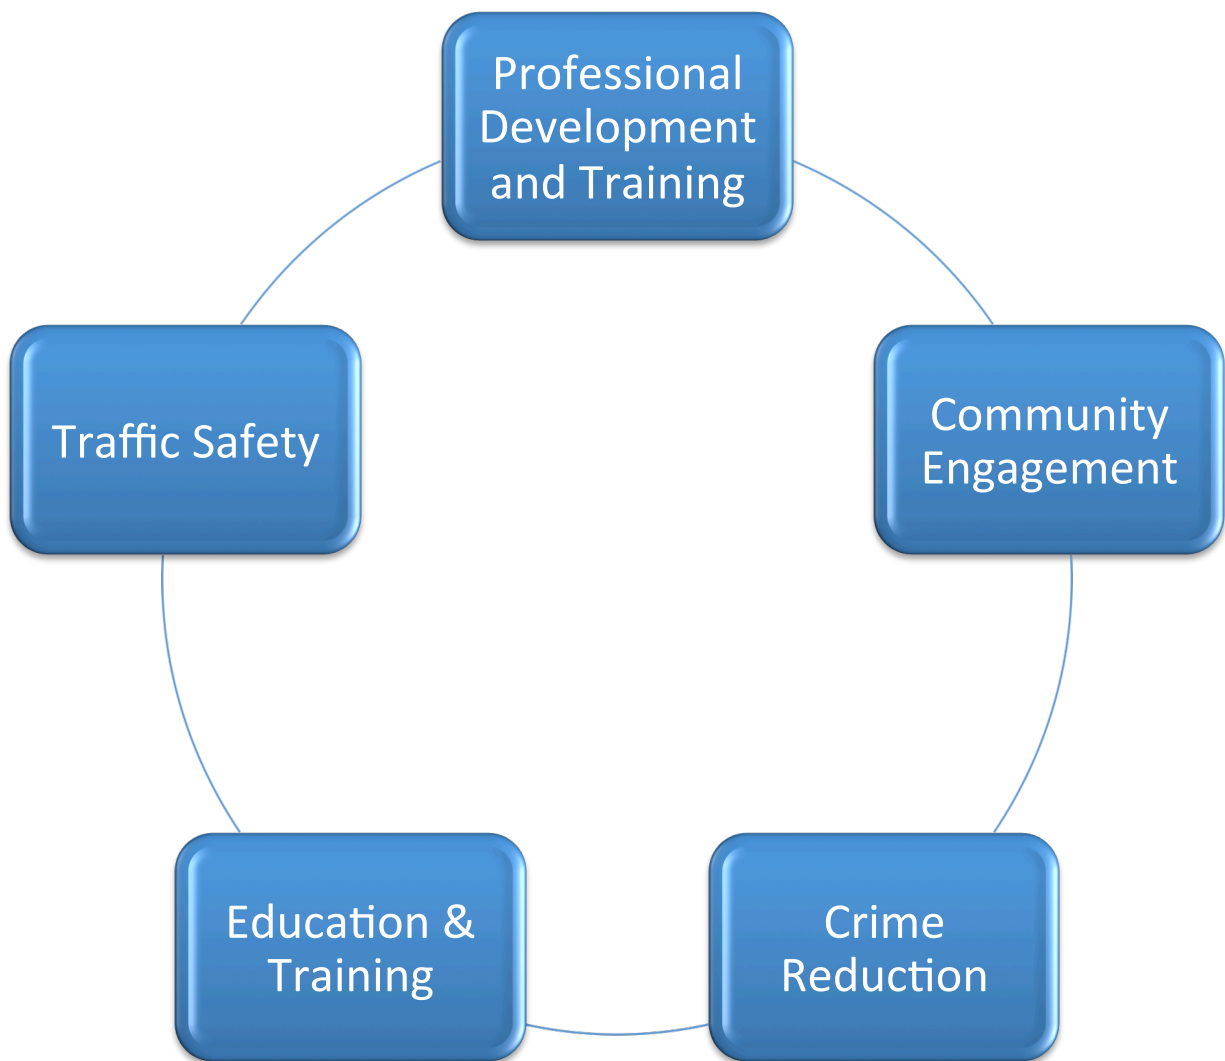 Professional
Development
and Training
Traffic Safety
Community
Engagement
Education &
Training
Crime
Reduction